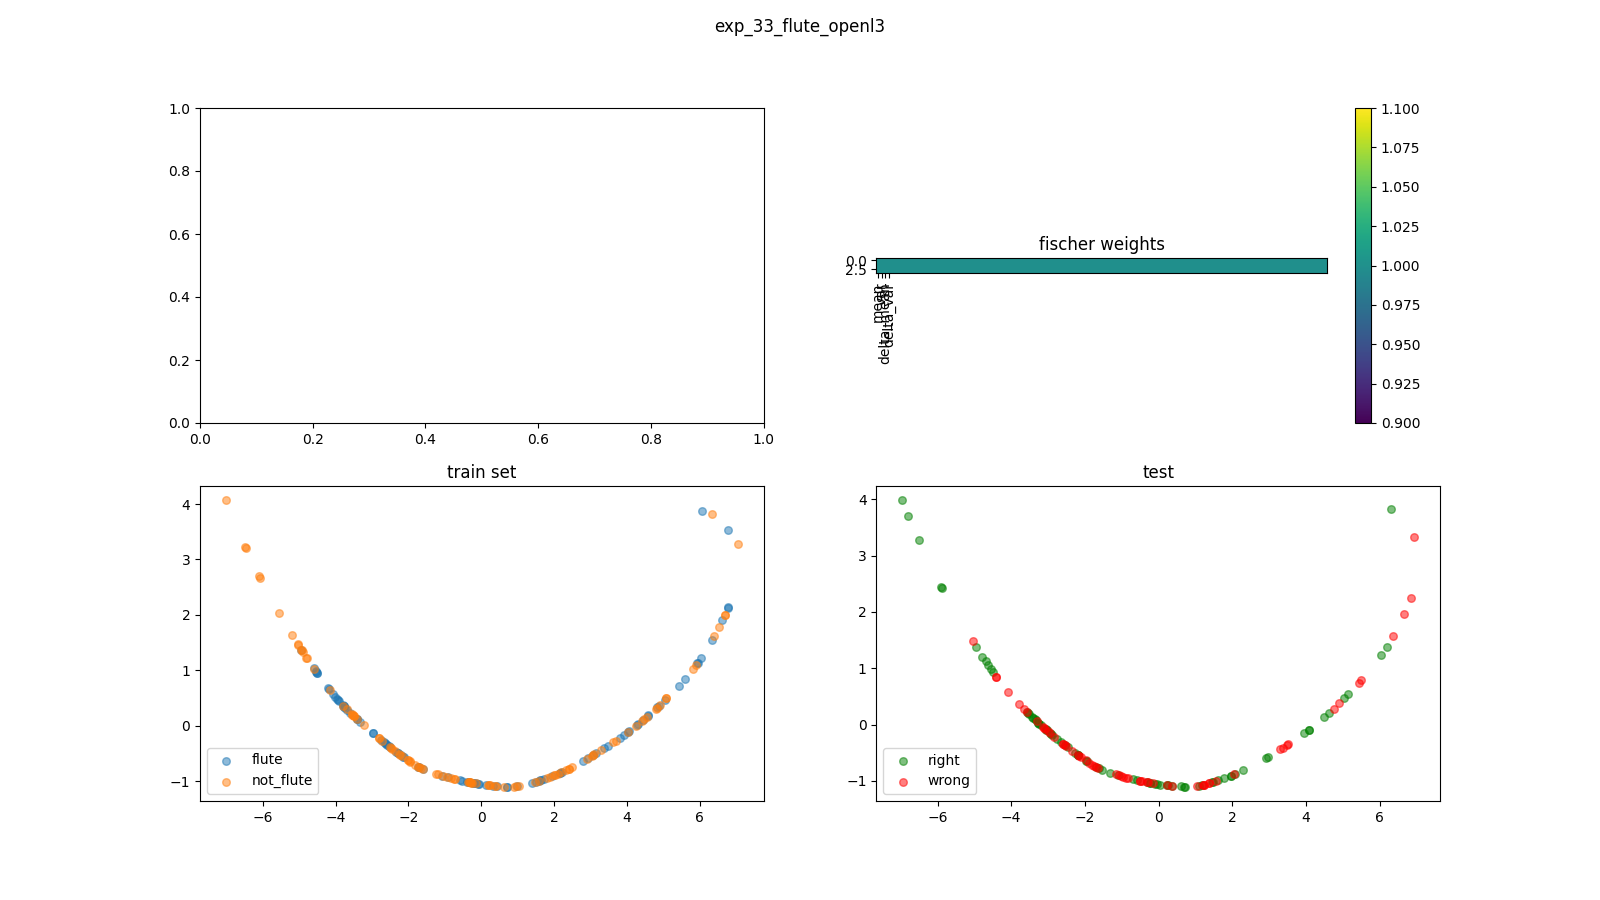 exp_33_flute_openl3
1.0
0.8
0.6
0.4
0.2
0.0
0.0 0.2 0.4 0.6 0.8 1.0
fischer weights
0.0
2.5
mean
delta_mean
delta_var
1.100
1.075
1.050
1.025
1.000
0.975
0.950
0.925
0.900
train set
4
3
2
1
0
−1
−6 −4 −2 0 2 4 6
flute
not_flute
test
4
3
2
1
0
−1
−6 −4 −2 0 2 4 6
right
wrong